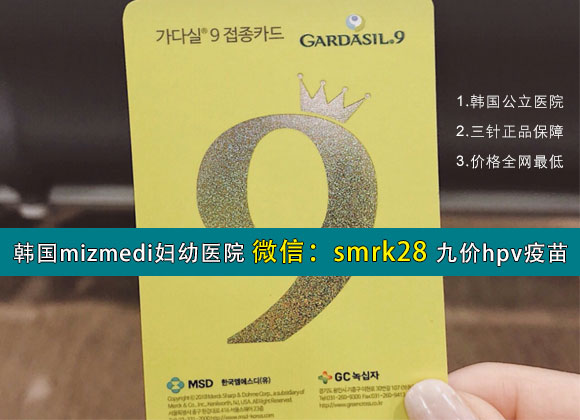 가다실® 9 접종카드
GARDASIL®9
1.韩国公立医院
2.三针正品保障
3.价格全网最低
9
韩国mizmedi妇幼医院 微信：smrk28 九价hpv疫苗
MSD 한국엠에스디(유)
GC 녹십자